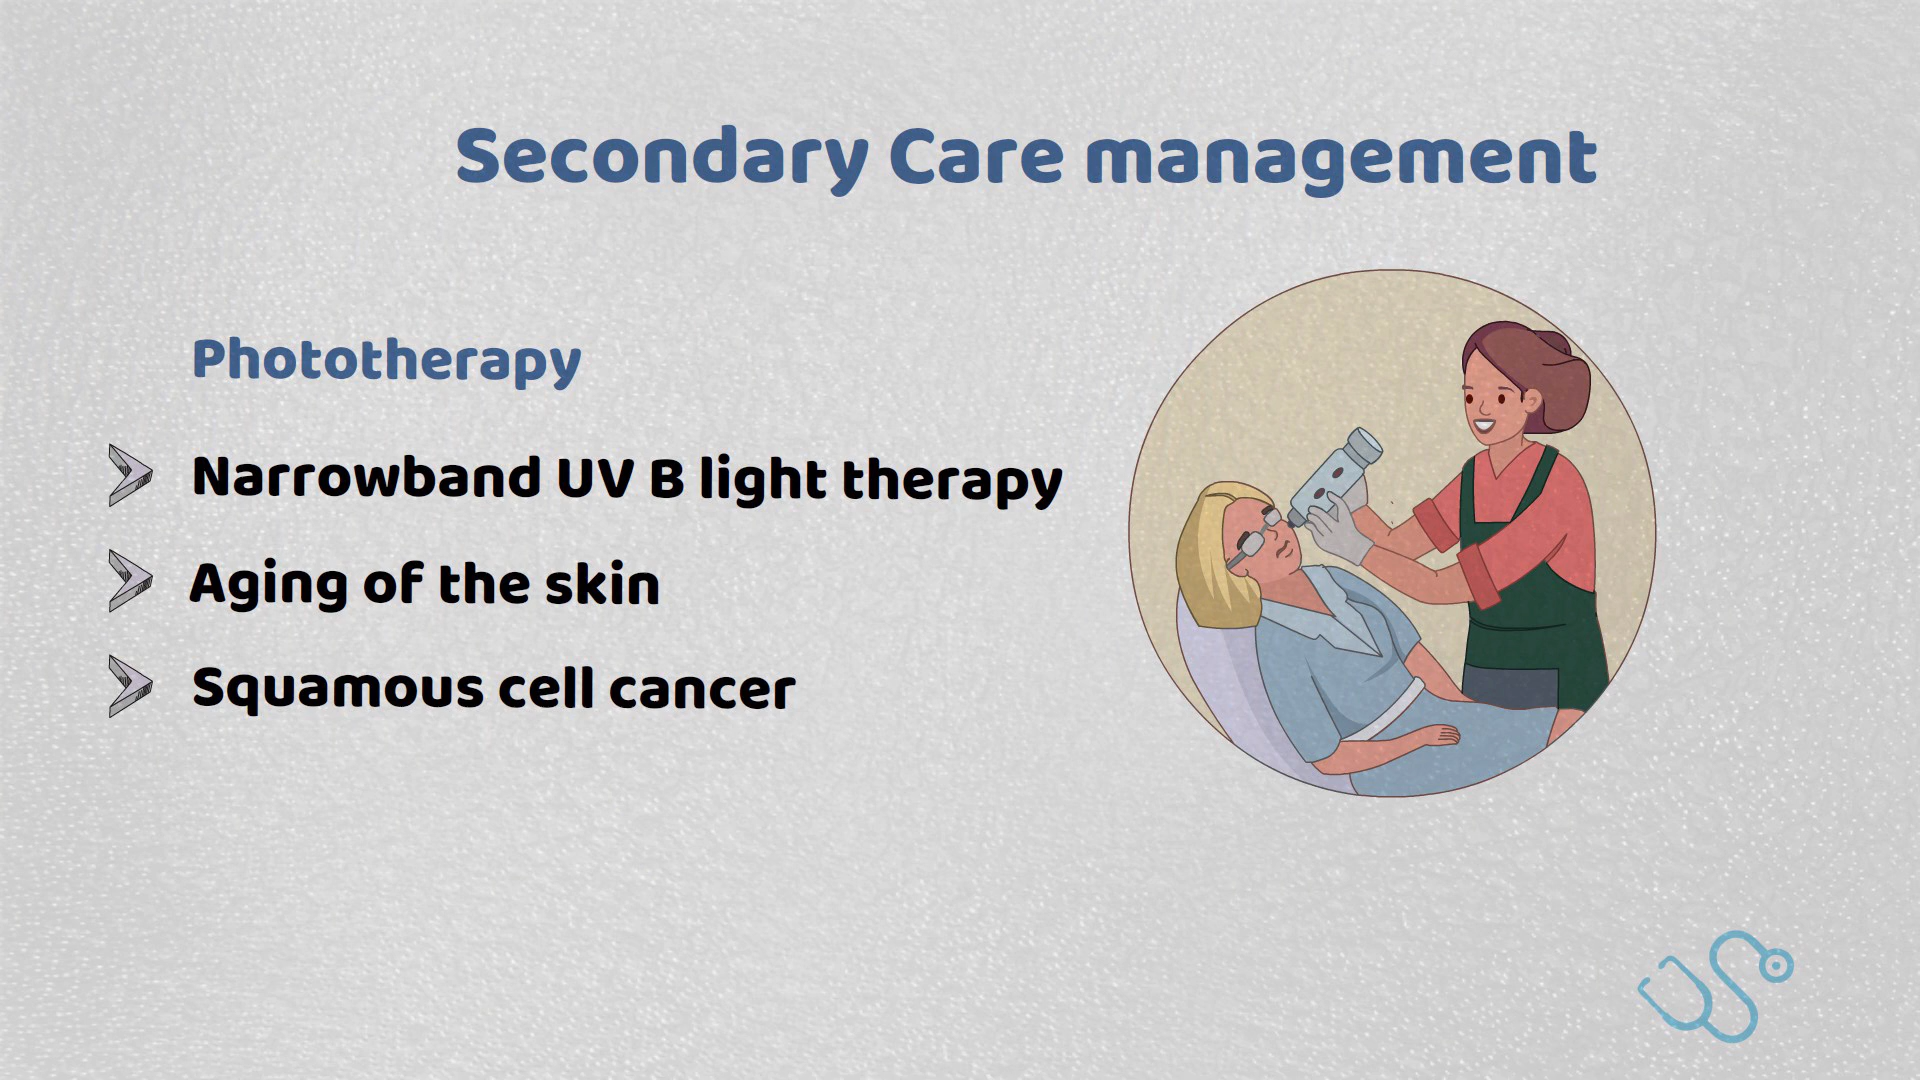 Secondary Care management
Phototherapy
Narrowband UV B light therapy
Aging of the skin
Squamous cell cancer